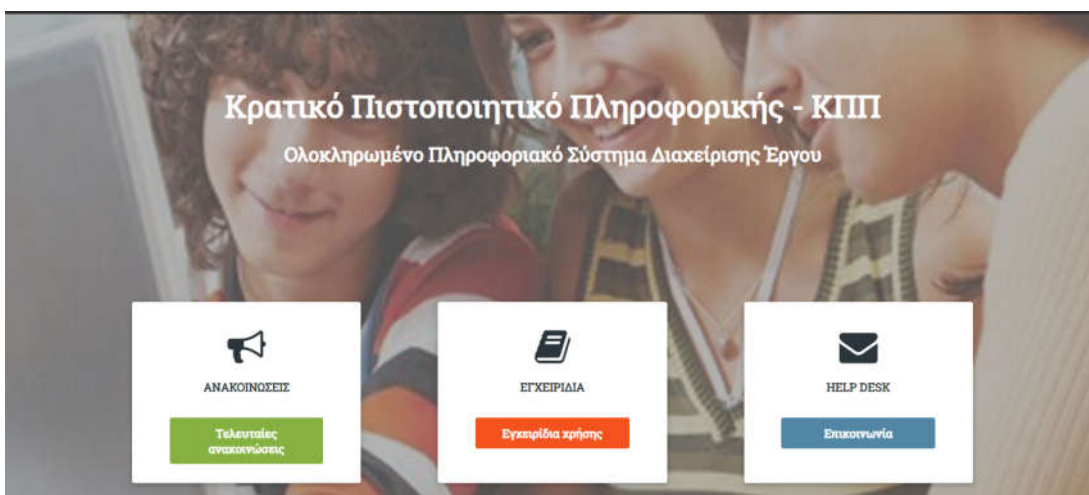 Κρατικό Πιστοποιητικό Πληροφορικής - ΚΠΠ
Ολοκληρωμένο Πληροφοριακό Σύστημα Διαχείρισης Έργου
ΑΝΑΚΟΙΝΩΣΕΙΣ
Τελευταίες
ανακοινώσεις
ΕΓΧΕΙΡΙΔΙΑ
Εγχειρίδια χρήσης
HELP DESK
Επικοινωνία